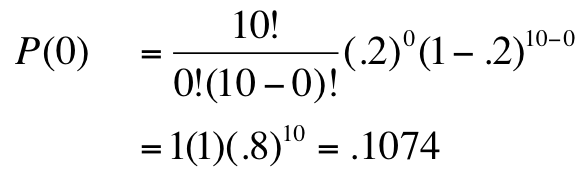 P(0) = 10! / 0!(10 − 0)! (.2)^0 (1 − .2)^{10−0}
= 1(1)(.8)^{10} = .1074